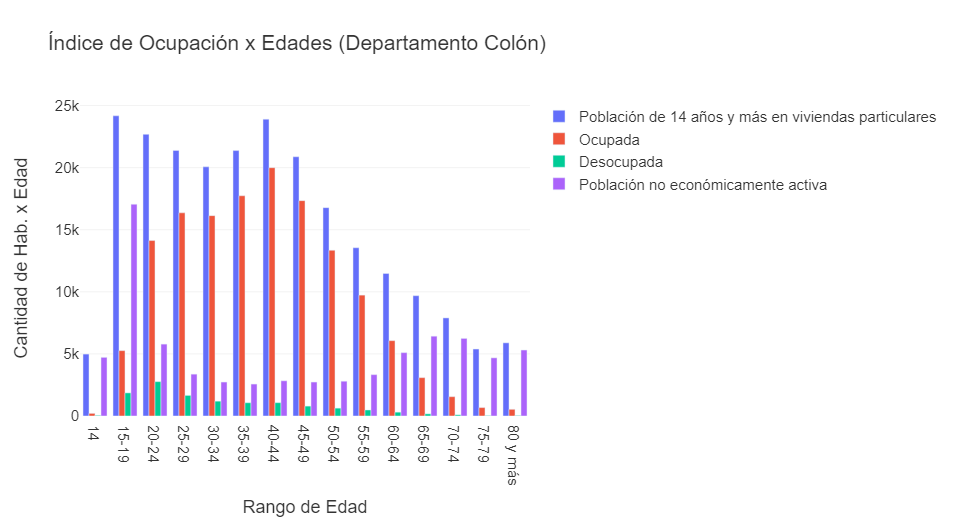 Índice de Ocupación x Edades (Departamento Colón)
25k
20k
15k
10k
5k
0
Cantidad de Hab. x Edad
14
15-19
20-24
25-29
30-34
35-39
40-44
45-49
50-54
55-59
60-64
65-69
70-74
75-79
80 y más
Rango de Edad
Población de 14 años y más en viviendas particulares
Ocupada
Desocupada
Población no económicamente activa